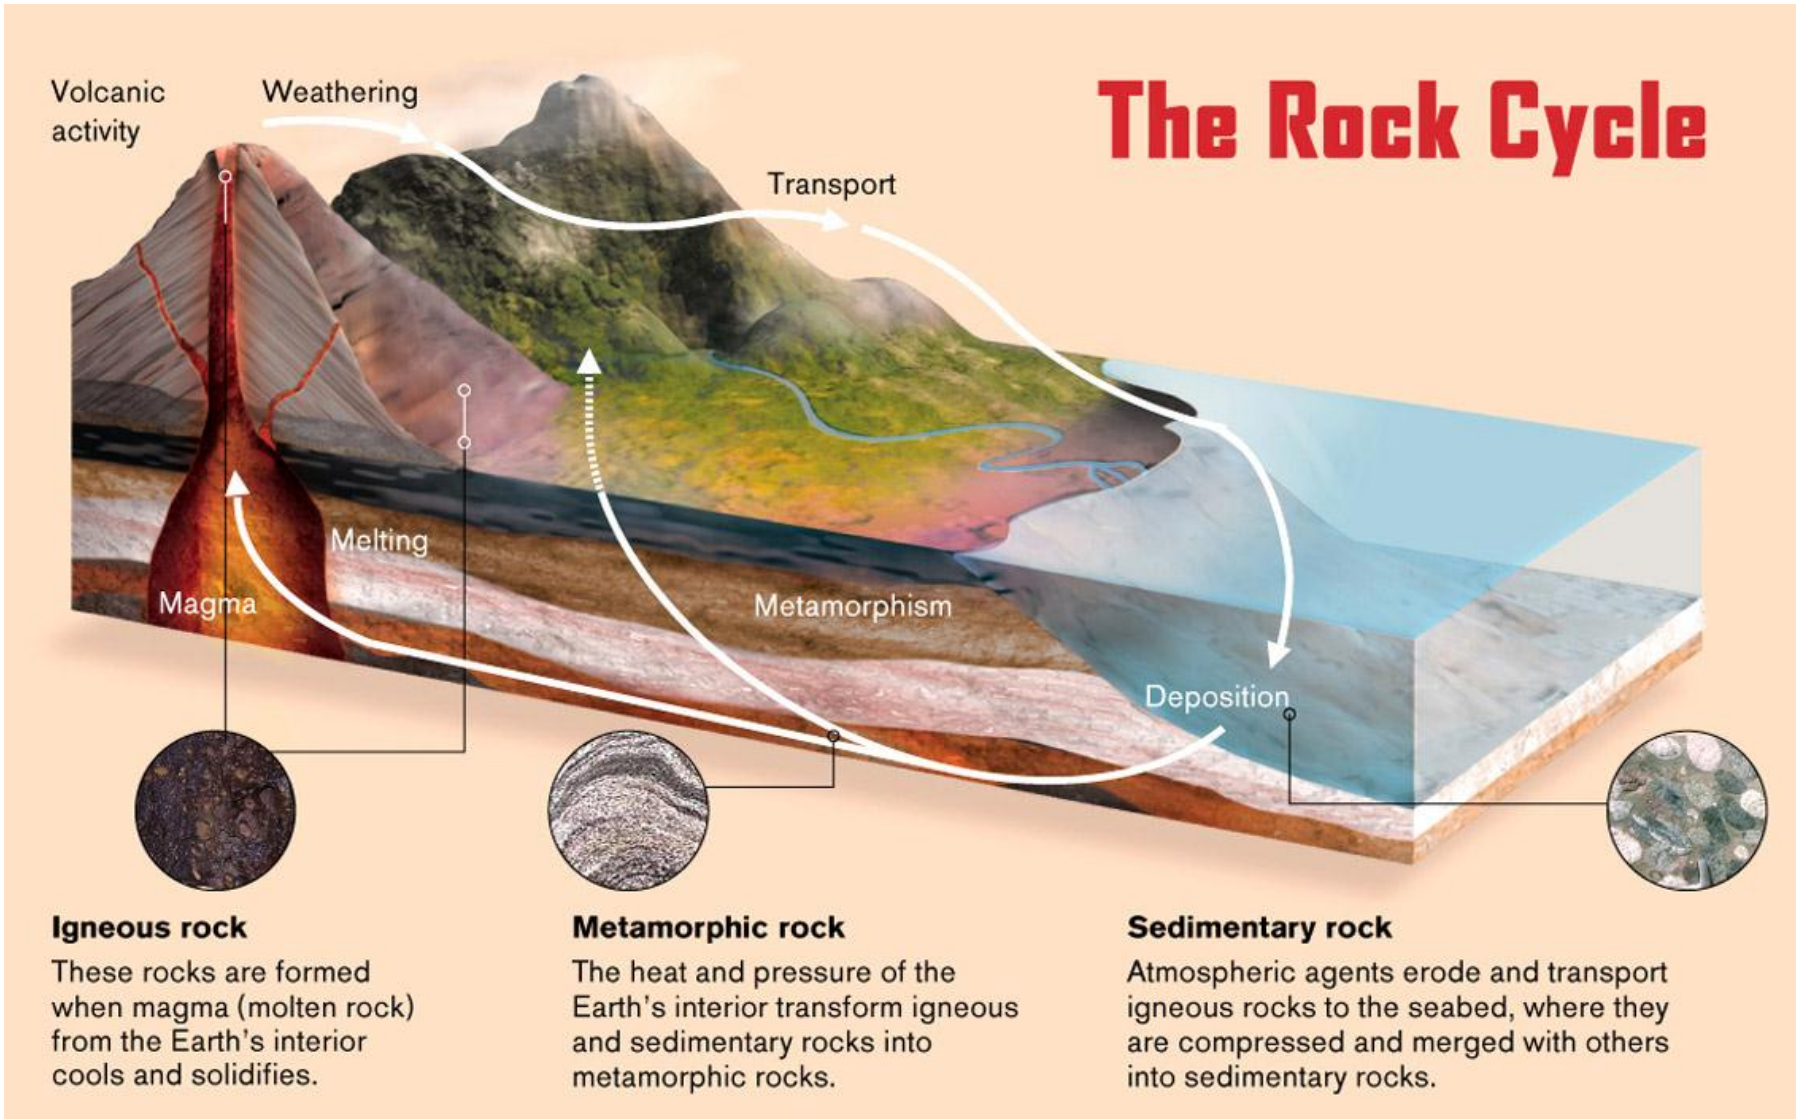 The Rock Cycle
Volcanic
activity
Weathering
Transport
Melting
Magma
Metamorphism
Deposition
Igneous rock
These rocks are formed
when magma (molten rock)
from the Earth's interior
cools and solidifies.
Metamorphic rock
The heat and pressure of the
Earth's interior transform igneous
and sedimentary rocks into
metamorphic rocks.
Sedimentary rock
Atmospheric agents erode and transport
igneous rocks to the seabed, where they
are compressed and merged with others
into sedimentary rocks.